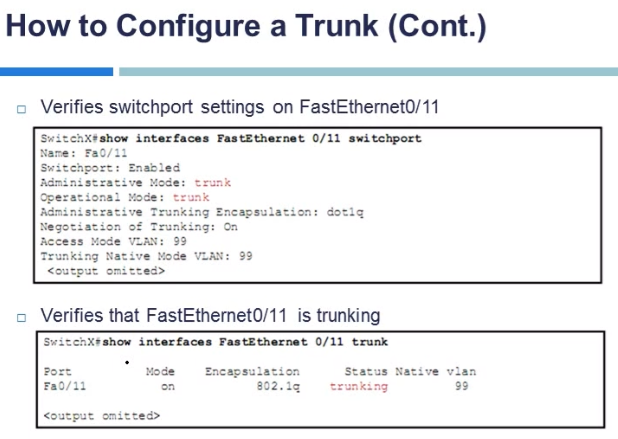 How to Configure a Trunk (Cont.)
Verifies switchport settings on FastEthernet0/11
SwitchX#show interfaces FastEthernet 0/11 switchport
Name: Fa0/11
Switchport: Enabled
Administrative Mode: trunk
Operational Mode: trunk
Administrative Trunking Encapsulation: dot1q
Negotiation of Trunking: On
Access Mode VLAN: 99
Trunking Native Mode VLAN: 99
<output omitted>
Verifies that FastEthernet0/11 is trunking
SwitchX#show interfaces FastEthernet 0/11 trunk
Port Mode Encapsulation Status Native vlan
Fa0/11 on 802.1q trunking 99
<output omitted>